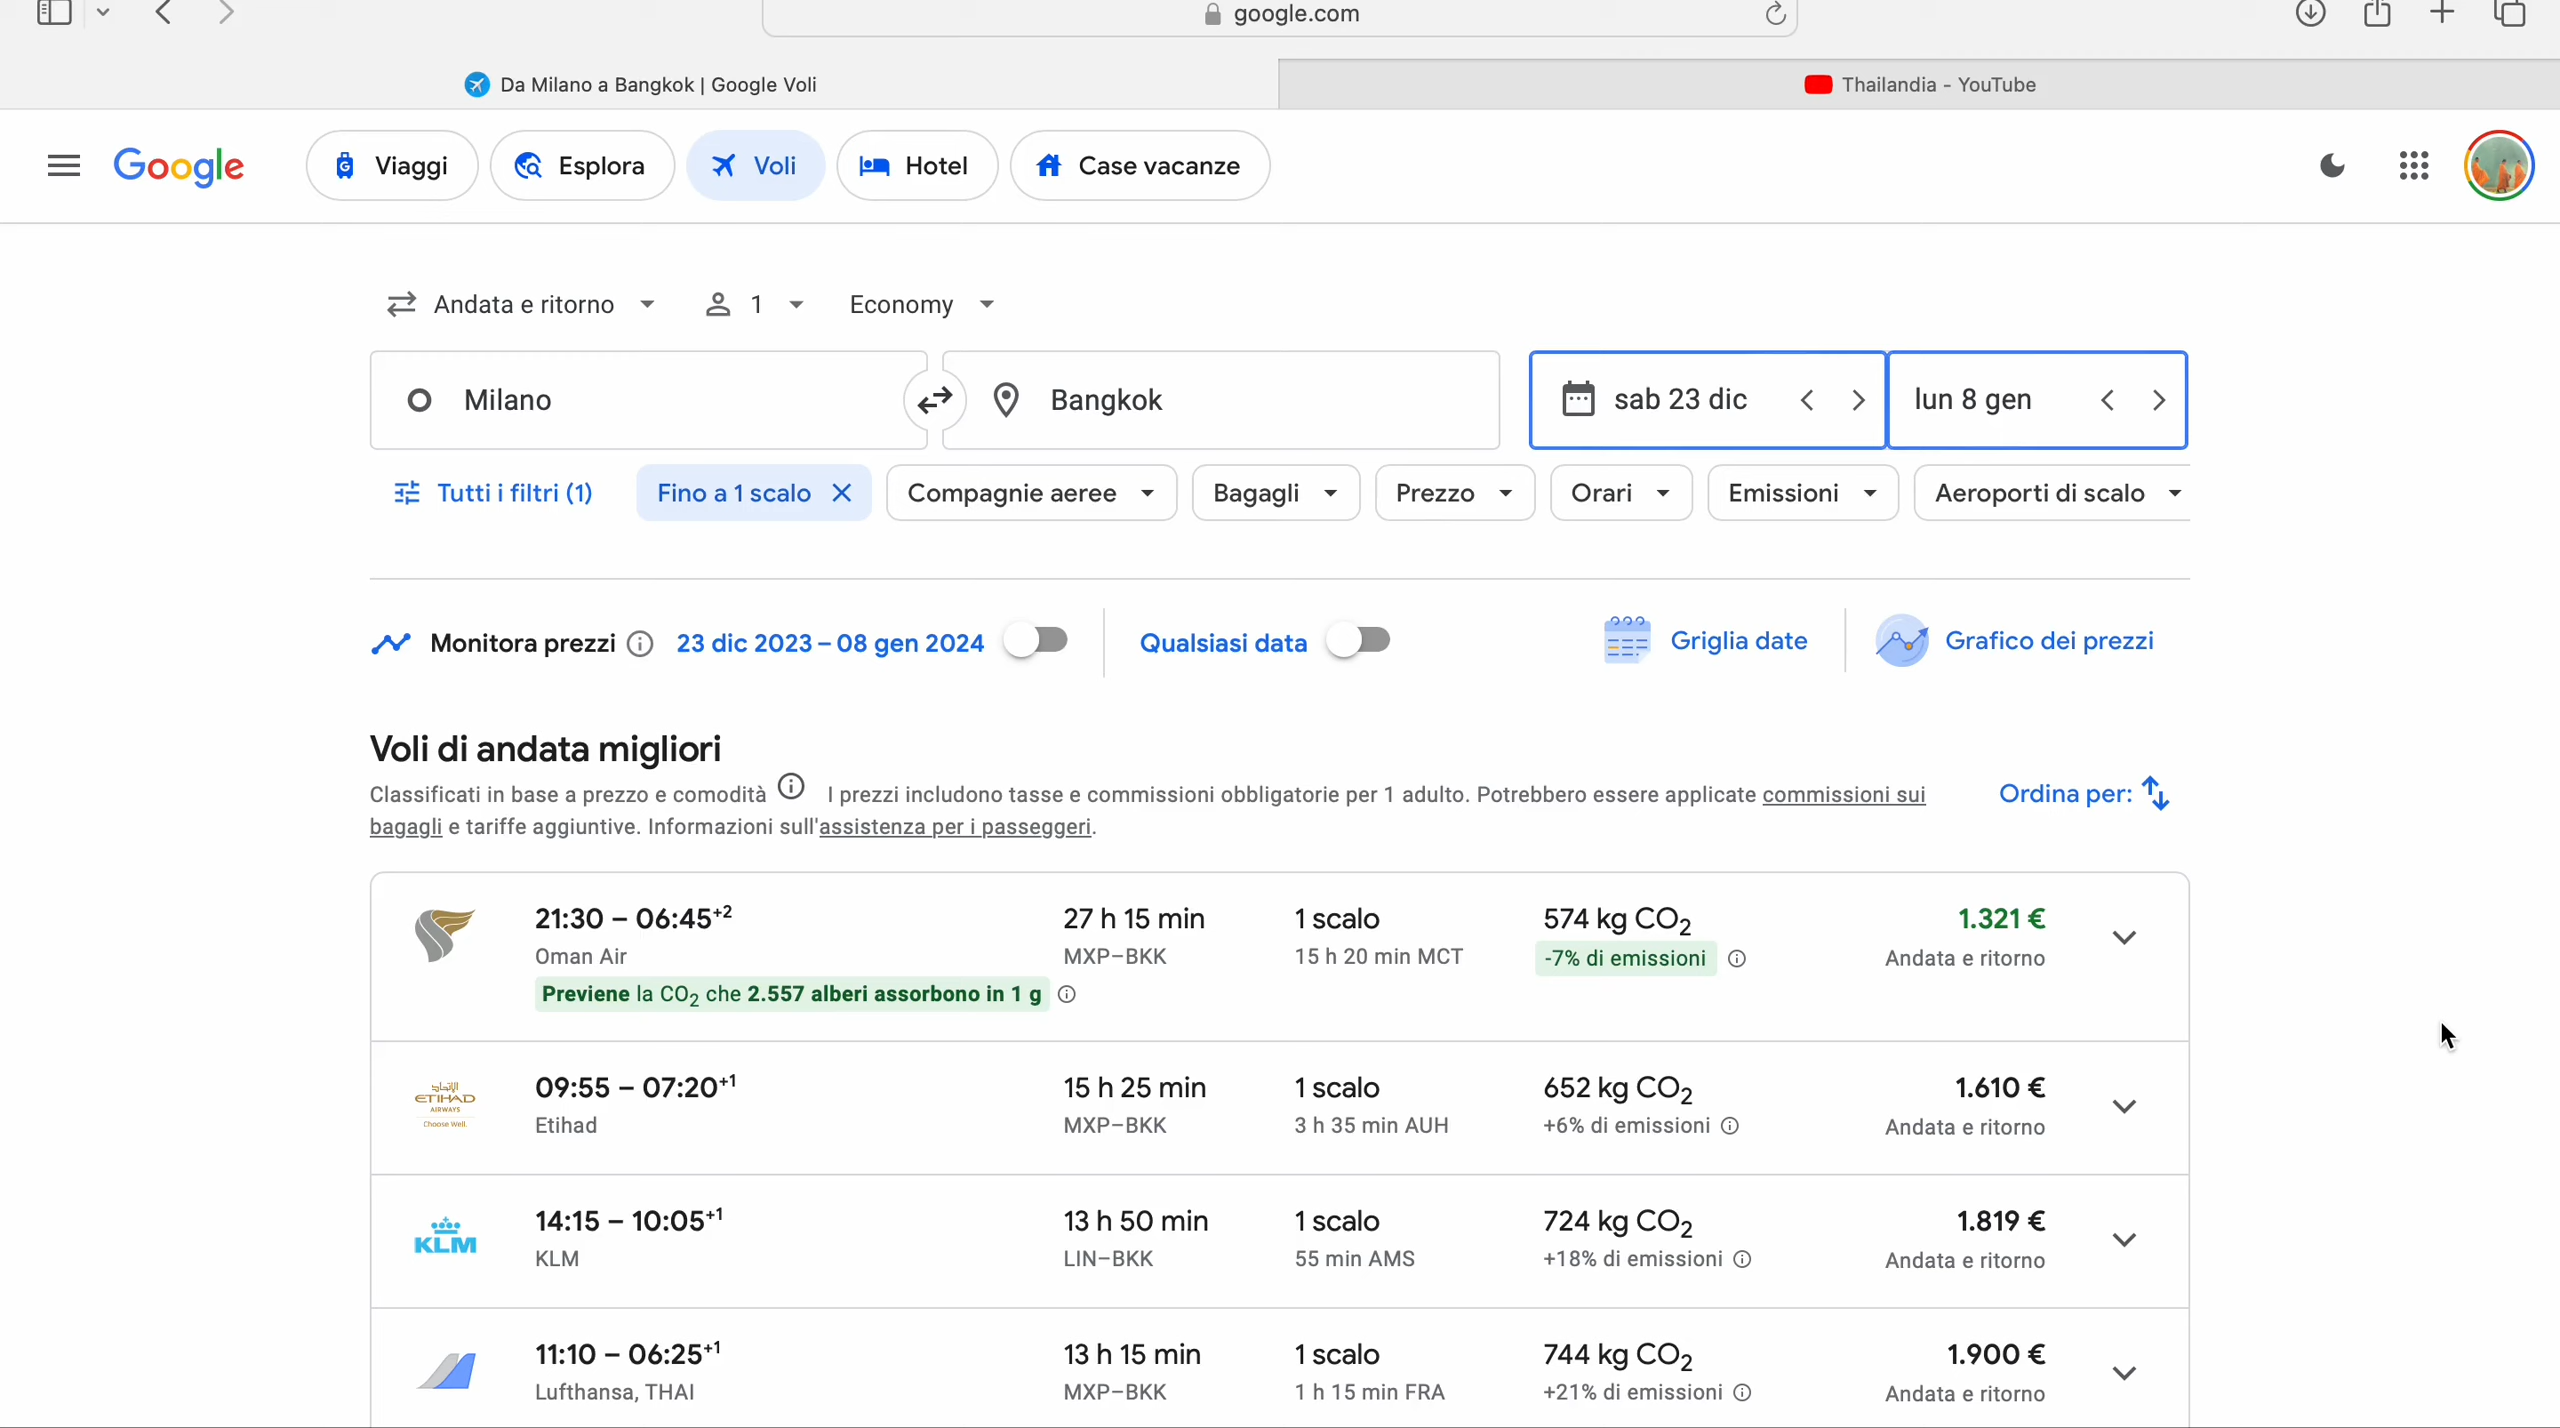 google.com
Da Milano a Bangkok | Google Voli
Thailandia - YouTube
Google
Viaggi
Esplora
Voli
Hotel
Case vacanze
Andata e ritorno
1
Economy
Milano
Bangkok
sab 23 dic
lun 8 gen
Tutti i filtri (1)
Fino a 1 scalo
Compagnie aeree
Bagagli
Prezzo
Orari
Emissioni
Aeroporti di scalo
Monitora prezzi
23 dic 2023 – 08 gen 2024
Qualsiasi data
Griglia date
Grafico dei prezzi
Voli di andata migliori
Classificati in base a prezzo e comodità I prezzi includono tasse e commissioni obbligatorie per 1 adulto. Potrebbero essere applicate commissioni sui
bagagli e tariffe aggiuntive. Informazioni sull'assistenza per i passeggeri.
Ordina per:
21:30 – 06:45+2
Oman Air
Previene la CO2 che 2.557 alberi assorbono in 1 g
27 h 15 min
MXP–BKK
1 scalo
15 h 20 min MCT
574 kg CO2
-7% di emissioni
1.321 €
Andata e ritorno
الإتحاد
ETIHAD
AIRWAYS
Choose Well.
09:55 – 07:20+1
Etihad
15 h 25 min
MXP–BKK
1 scalo
3 h 35 min AUH
652 kg CO2
+6% di emissioni
1.610 €
Andata e ritorno
KLM
14:15 – 10:05+1
KLM
13 h 50 min
LIN–BKK
1 scalo
55 min AMS
724 kg CO2
+18% di emissioni
1.819 €
Andata e ritorno
11:10 – 06:25+1
Lufthansa, THAI
13 h 15 min
MXP–BKK
1 scalo
1 h 15 min FRA
744 kg CO2
+21% di emissioni
1.900 €
Andata e ritorno